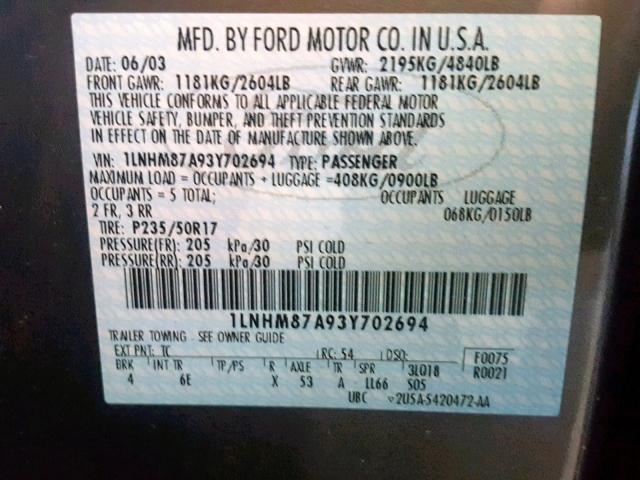 MFD. BY FORD MOTOR CO. IN U.S.A.
DATE: 06/03 GVWR: 2195KG/4840LB
FRONT GAWR: 1181KG/2604LB REAR GAWR: 1181KG/2604LB
THIS VEHICLE CONFORMS TO ALL APPLICABLE FEDERAL MOTOR
VEHICLE SAFETY, BUMPER, AND THEFT PREVENTION STANDARDS
IN EFFECT ON THE DATE OF MANUFACTURE SHOWN ABOVE.
VIN: 1LNHM87A93Y702694 TYPE: PASSENGER
MAXIMUM LOAD = OCCUPANTS + LUGGAGE =408KG/0900LB
OCCUPANTS = 5 TOTAL; OCCUPANTS LUGGAGE
2 FR, 3 RR 068KG/0150LB
TIRE: P235/50R17
PRESSURE(FR): 205 kPa/30 PSI COLD
PRESSURE(RR): 205 kPa/30 PSI COLD
1LNHM87A93Y702694
TRAILER TOWING - SEE OWNER GUIDE
EXT PNT: TC RC: 54 DSO: F0075
BRK INT TR TP/PS R AXLE TR SPR 3LQ18 R0021
4 6E X 53 A LL66 S05
UBC 2U5A-5420472-AA